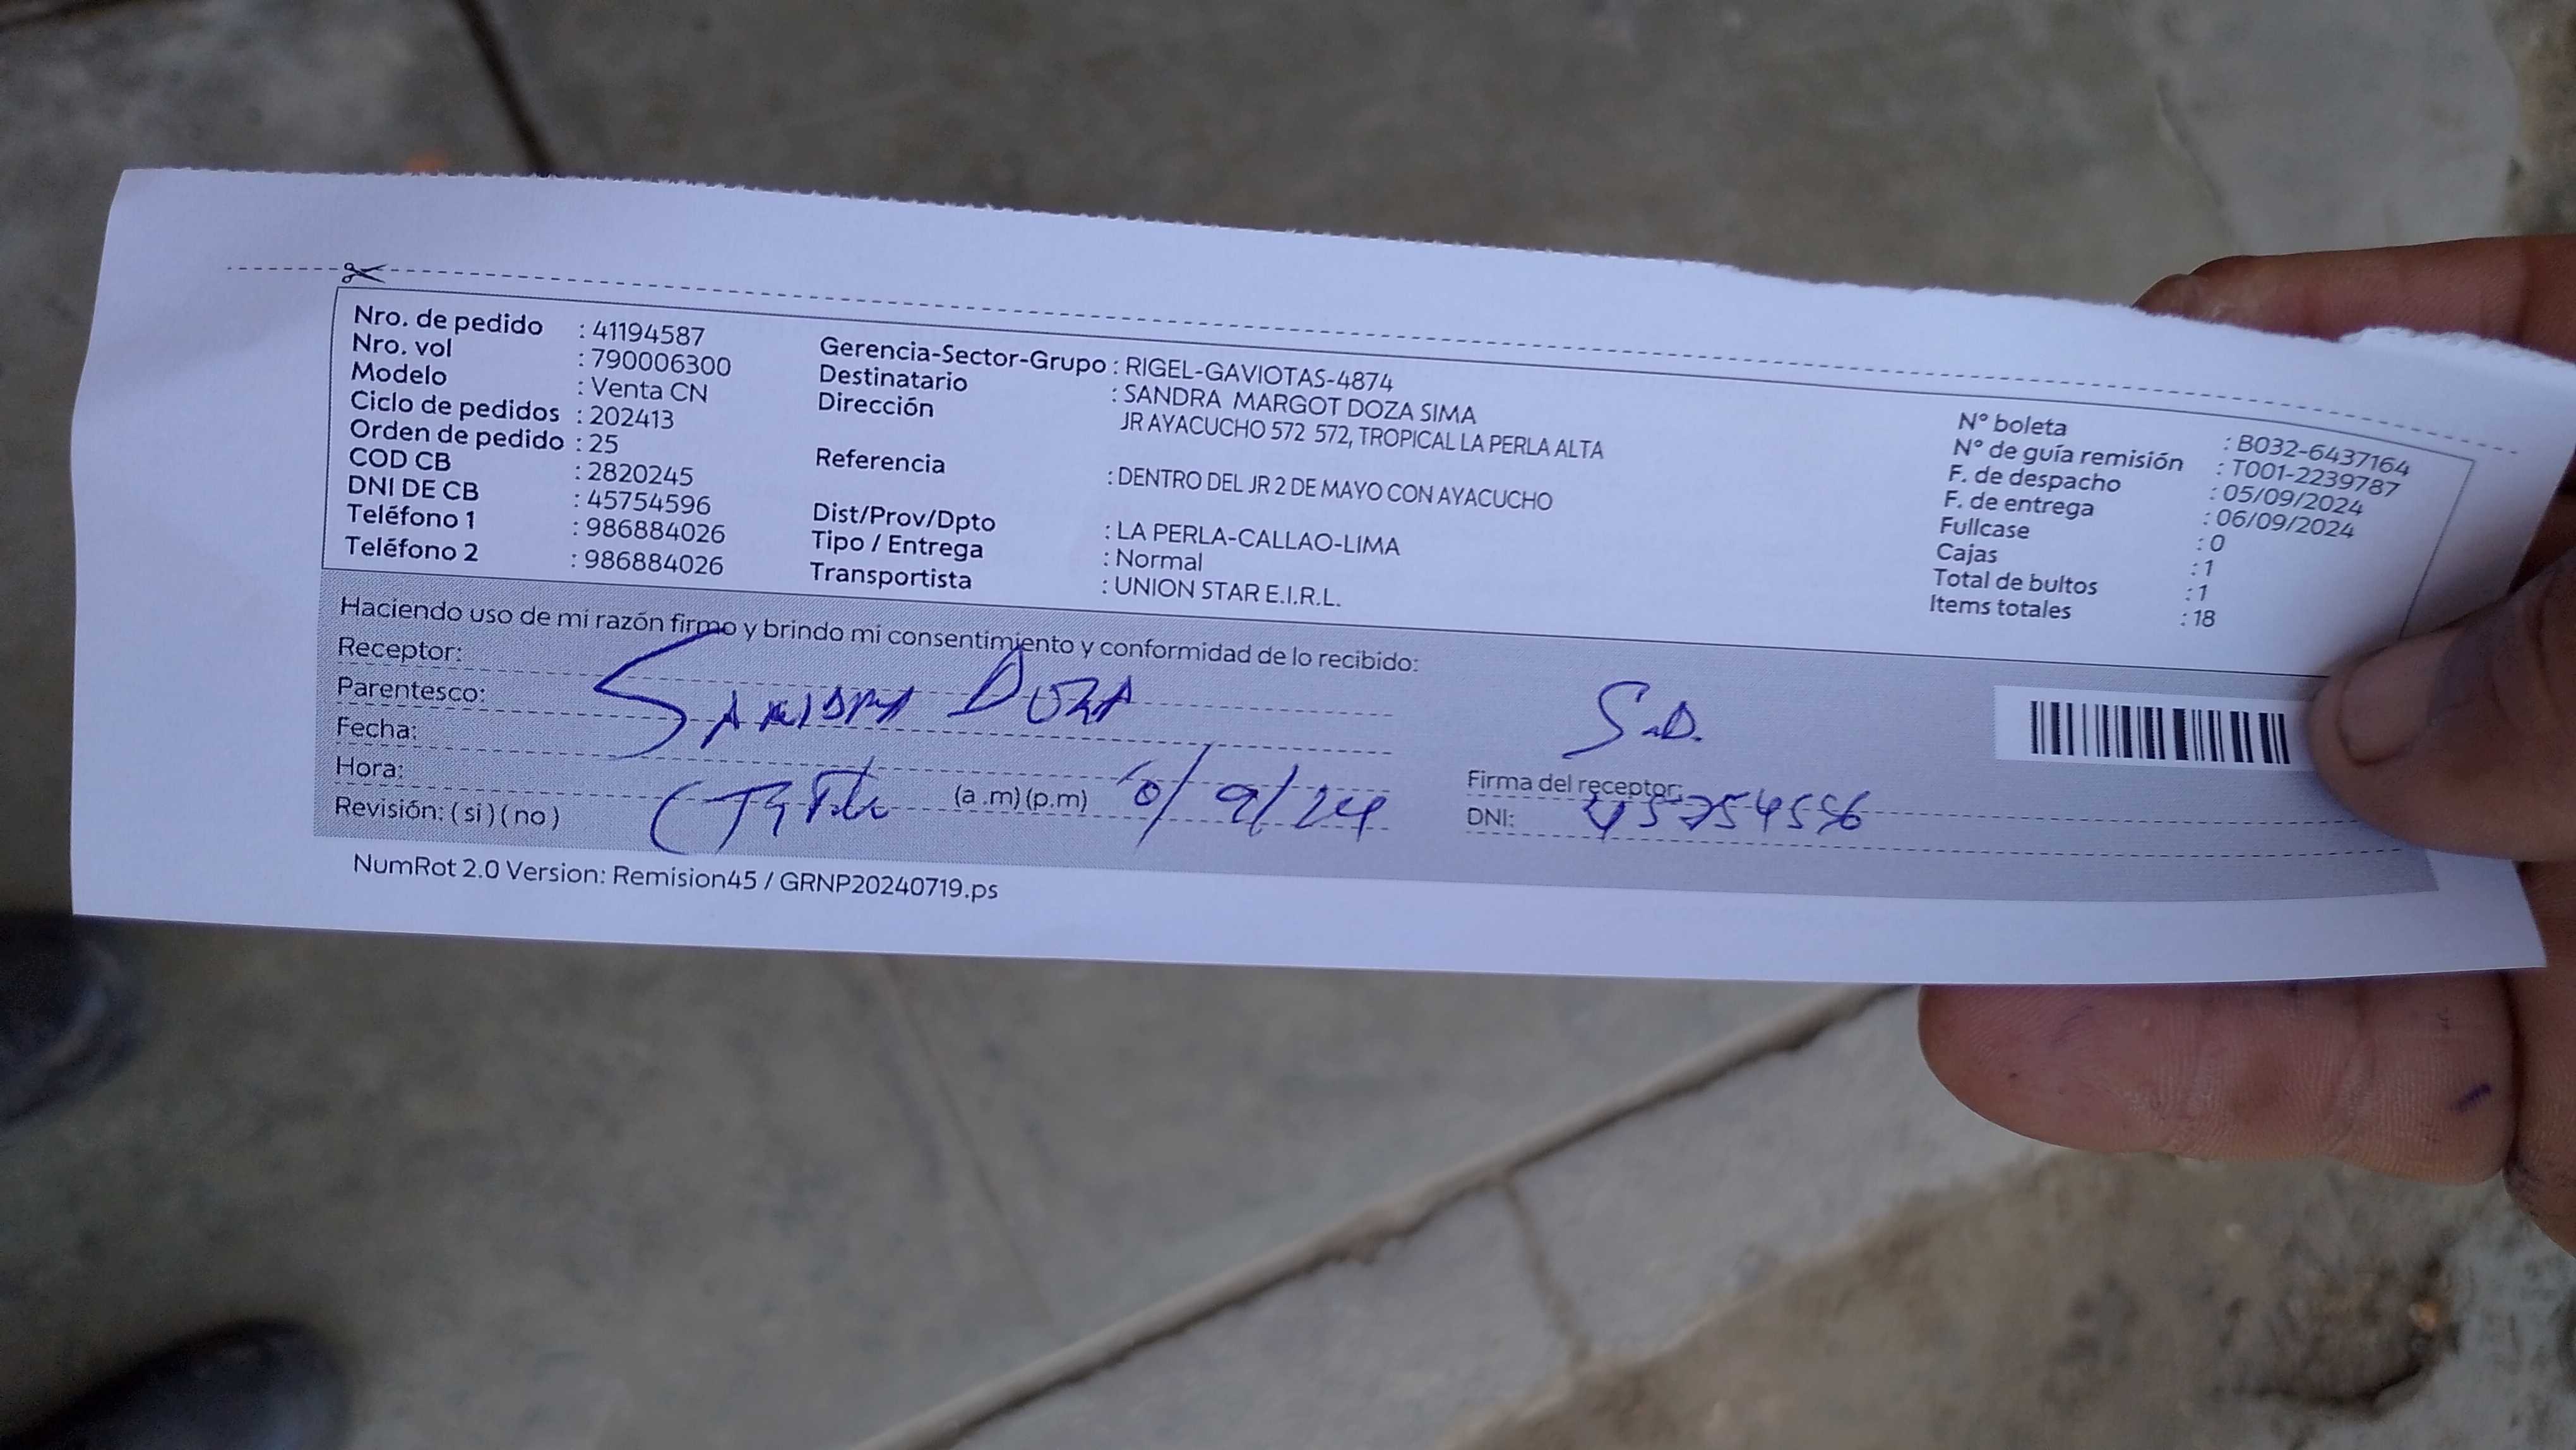 Nro. de pedido : 41194587
Nro. vol : 790006300
Modelo : Venta CN
Ciclo de pedidos : 202413
Orden de pedido : 25
COD CB : 2820245
DNI DE CB : 45754596
Teléfono 1 : 986884026
Teléfono 2 : 986884026
Gerencia-Sector-Grupo : RIGEL-GAVIOTAS-4874
Destinatario : SANDRA MARGOT DOZA SIMA
Dirección JR AYACUCHO 572 572, TROPICAL LA PERLA ALTA
Referencia : DENTRO DEL JR 2 DE MAYO CON AYACUCHO
Dist/Prov/Dpto : LA PERLA-CALLAO-LIMA
Tipo / Entrega : Normal
Transportista : UNION STAR E.I.R.L.
N° boleta : B032-6437164
N° de guía remisión : T001-2239787
F. de despacho : 05/09/2024
F. de entrega : 06/09/2024
Fullcase : 0
Cajas : 1
Total de bultos : 1
Items totales : 18
Haciendo uso de mi razón firmo y brindo mi consentimiento y conformidad de lo recibido:
Receptor:
Parentesco: SANDRA DOZA
Fecha:
Hora: (a .m) (p.m)
Revisión: ( si ) ( no )
S.D.
Firma del receptor:
DNI: 45754596
NumRot 2.0 Version: Remision45 / GRNP20240719.ps